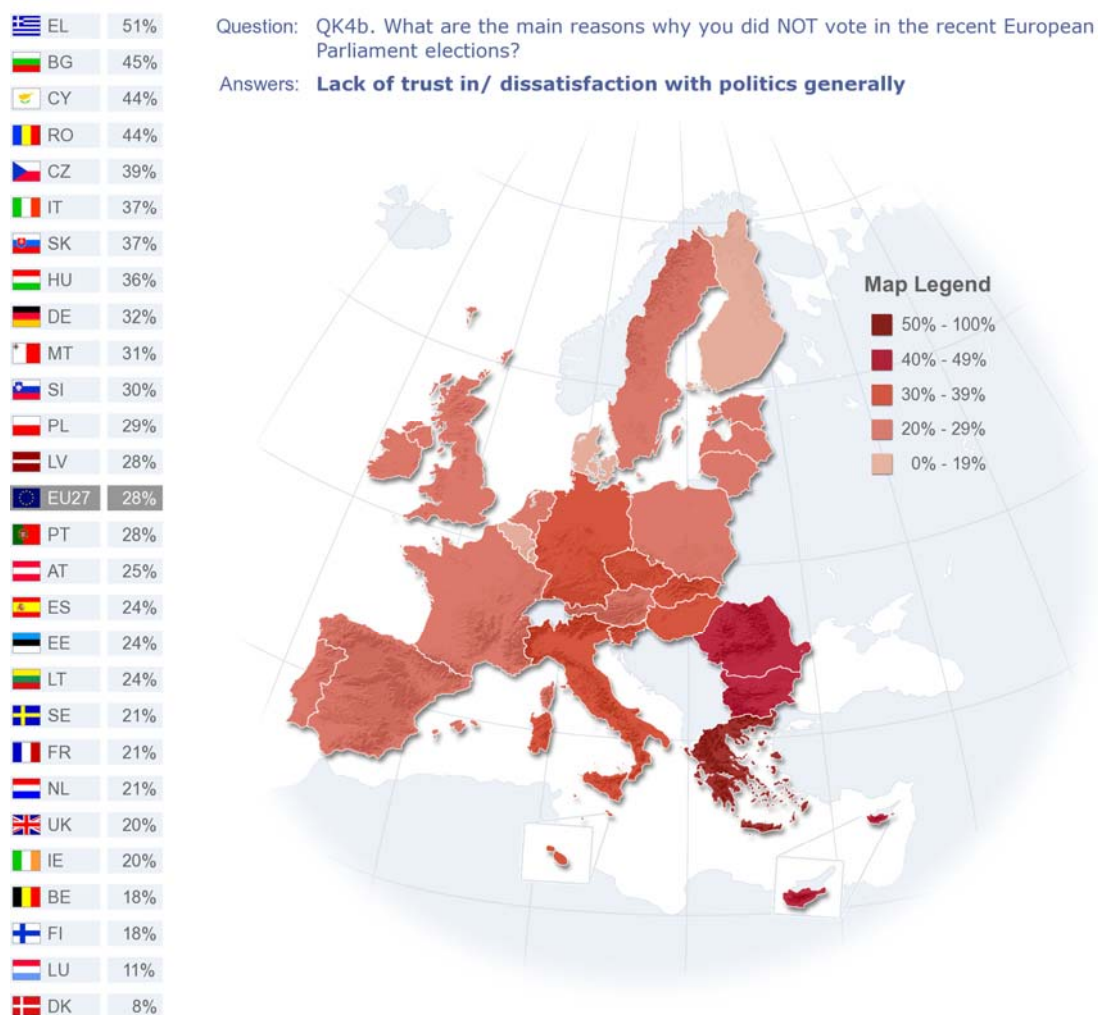 EL 51%
BG 45%
CY 44%
RO 44%
CZ 39%
IT 37%
SK 37%
HU 36%
DE 32%
MT 31%
SI 30%
PL 29%
LV 28%
EU27 28%
PT 28%
AT 25%
ES 24%
EE 24%
LT 24%
SE 21%
FR 21%
NL 21%
UK 20%
IE 20%
BE 18%
FI 18%
LU 11%
DK 8%
Question: QK4b. What are the main reasons why you did NOT vote in the recent European
Parliament elections?
Answers: Lack of trust in/ dissatisfaction with politics generally
Map Legend
50% - 100%
40% - 49%
30% - 39%
20% - 29%
0% - 19%